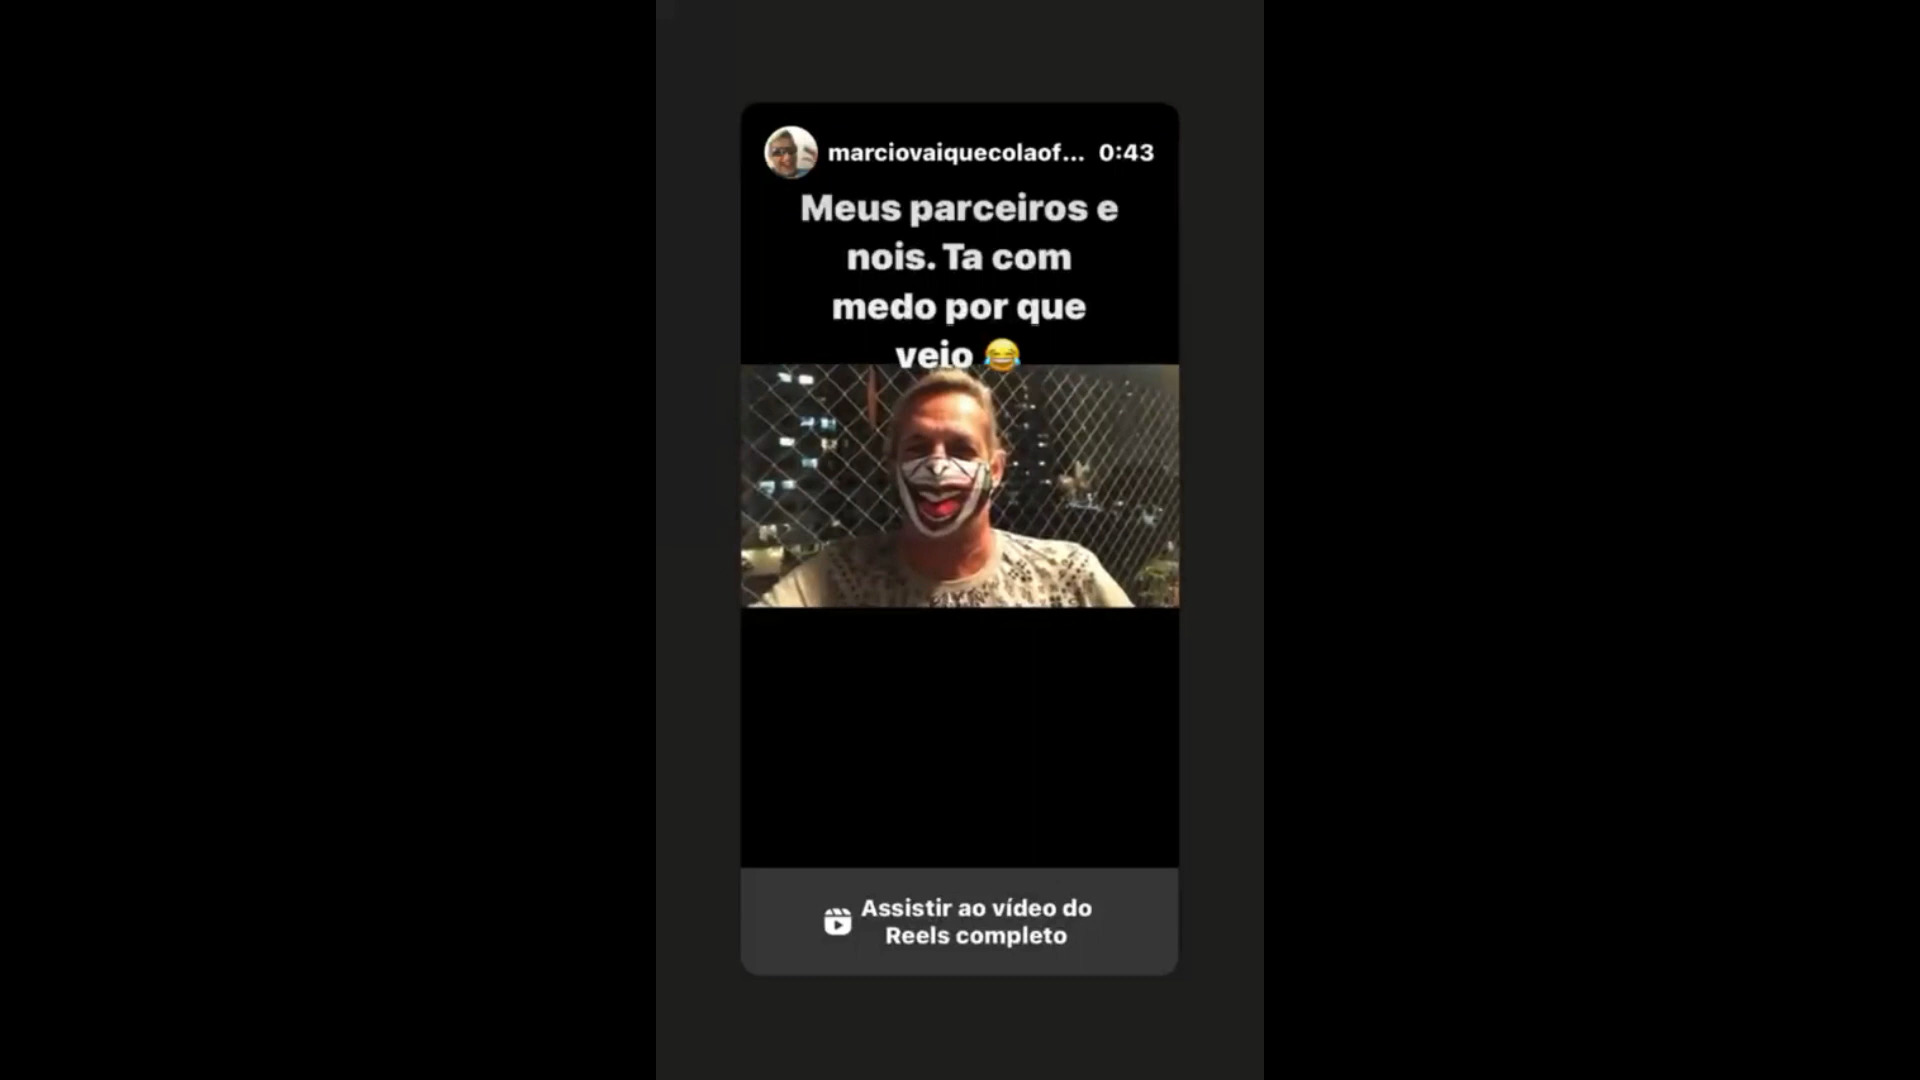 marciovaiquecolaof... 0:43
Meus parceiros e
nois. Ta com
medo por que
veio 😂
Assistir ao vídeo do
Reels completo